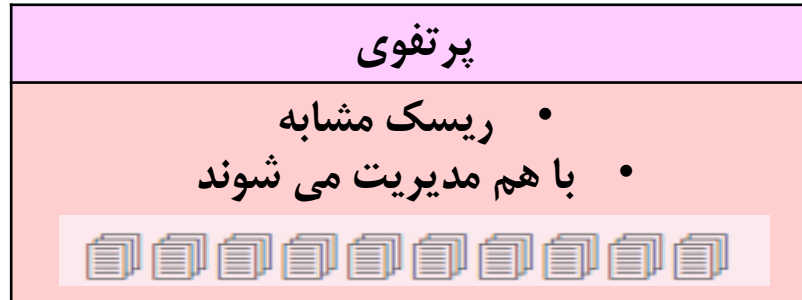 پرتفوی
• ریسک مشابه
• با هم مدیریت می شوند